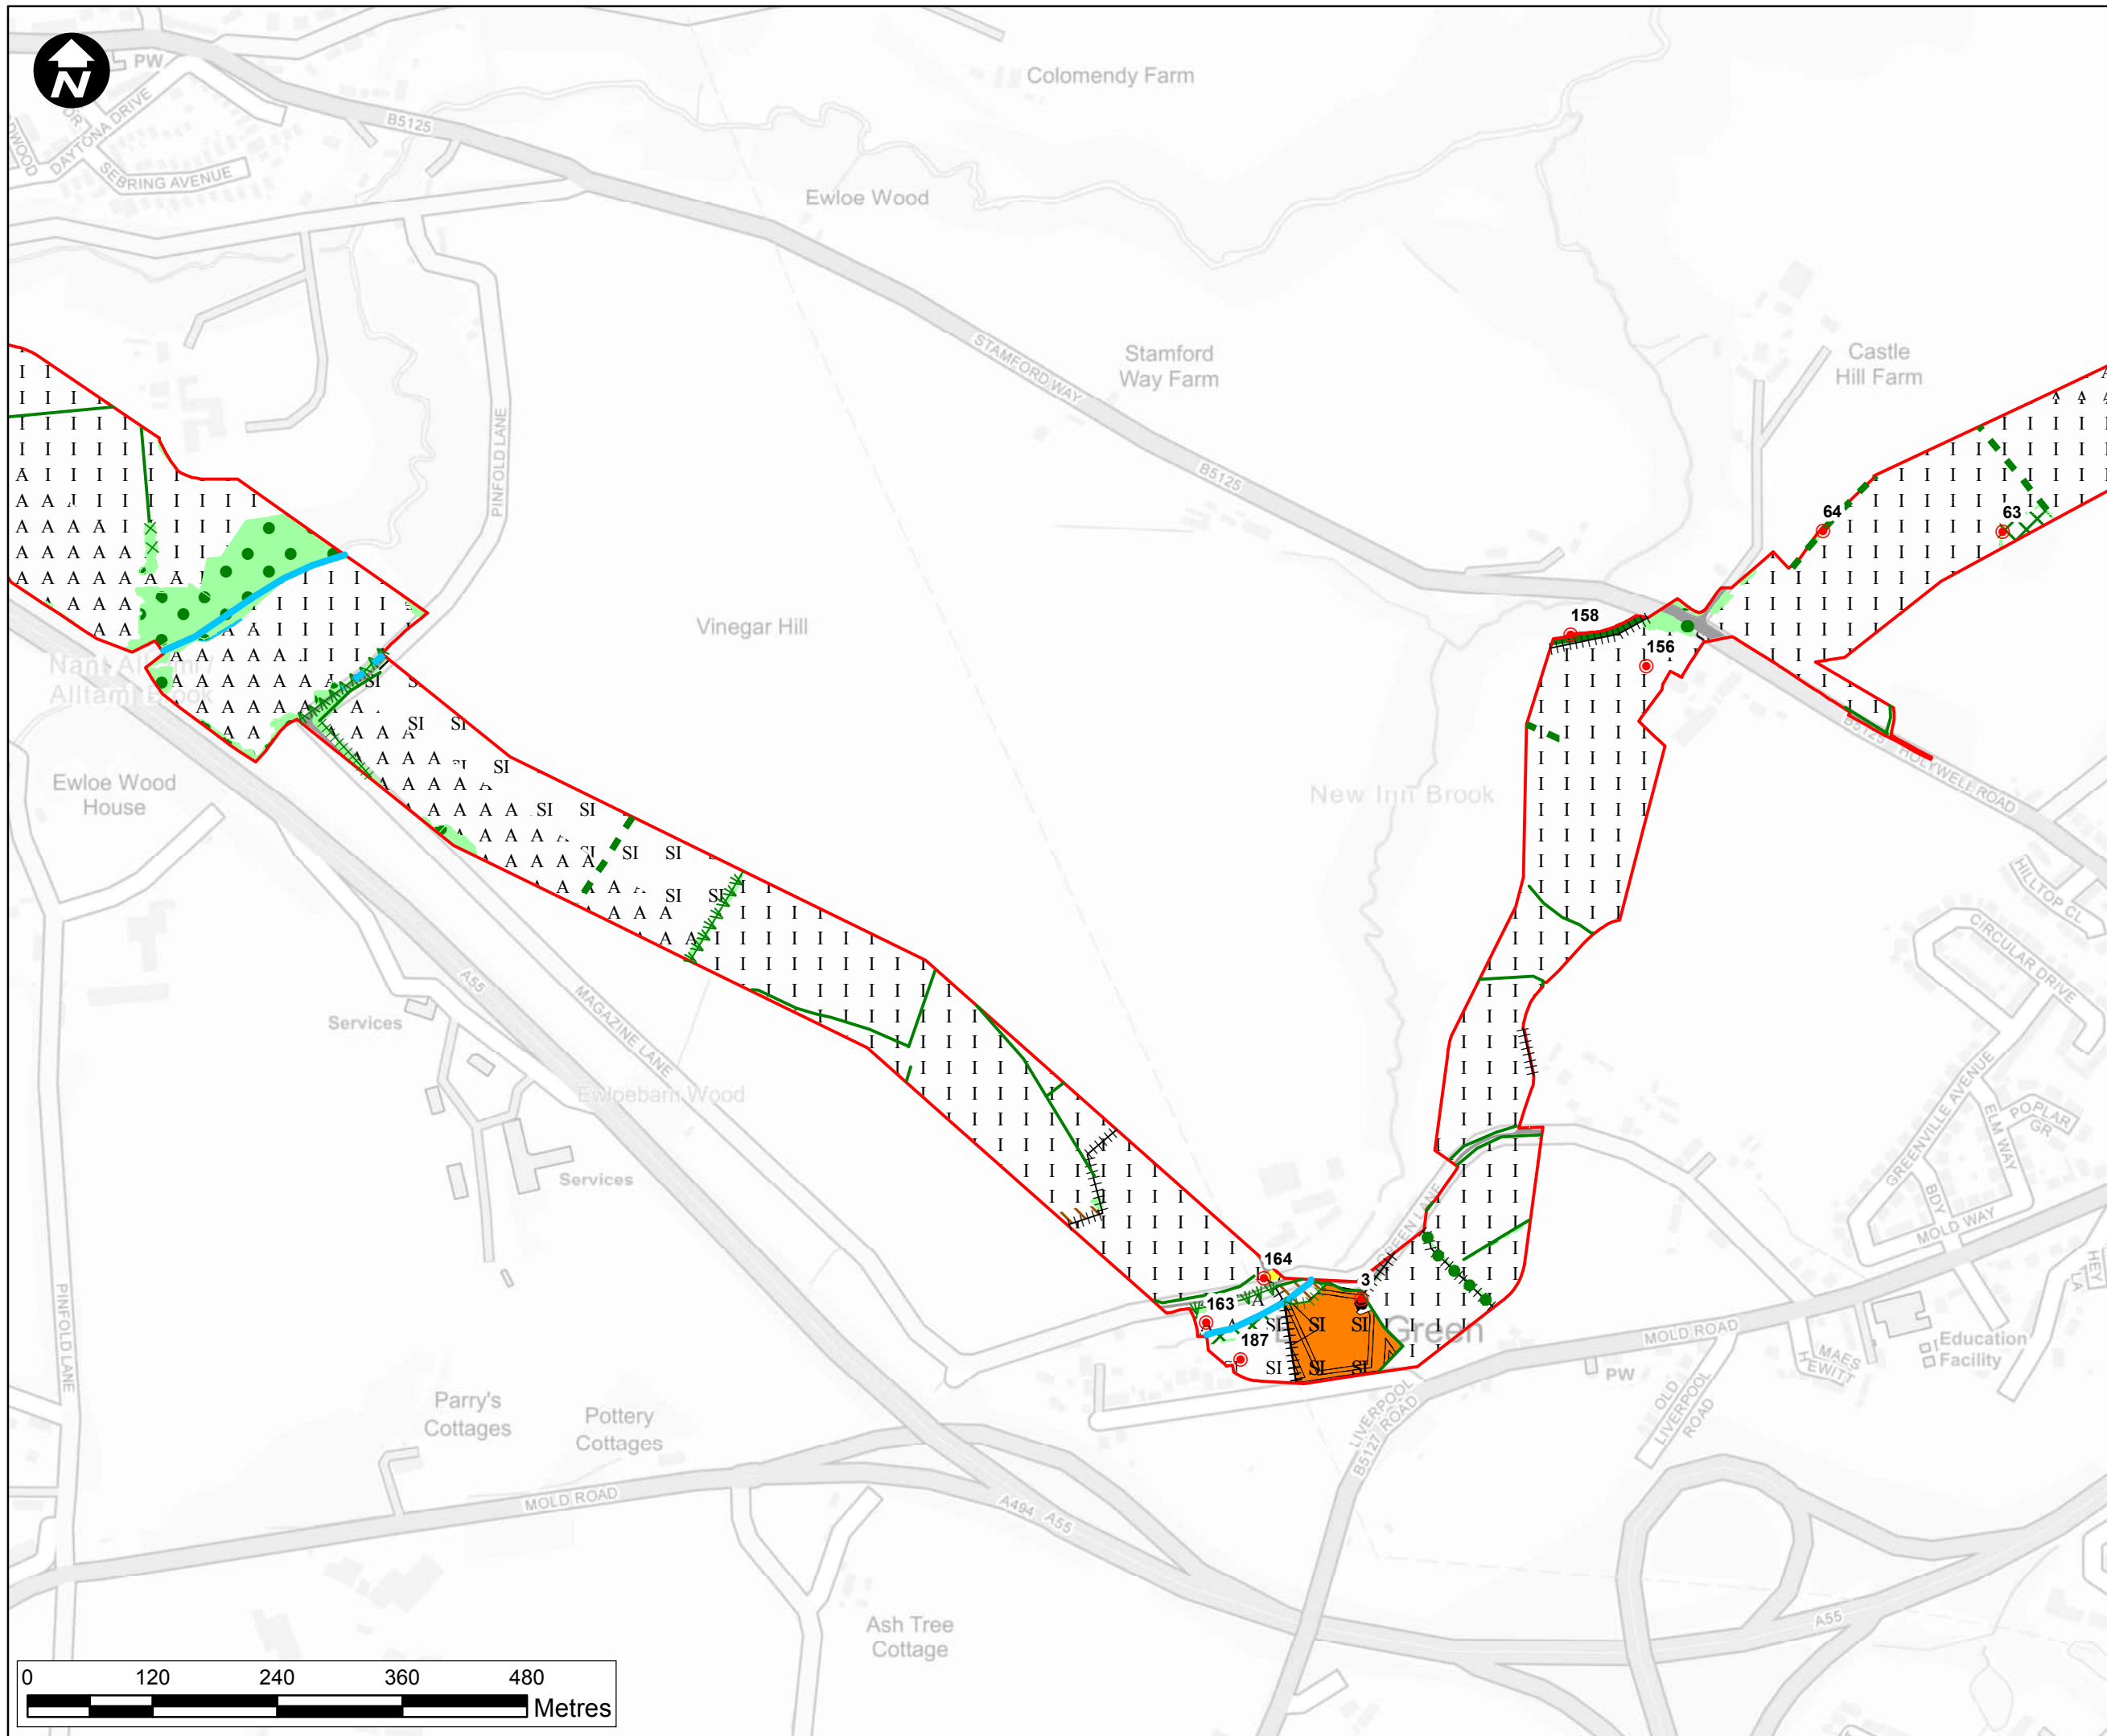 N
PW
DAYTONA DRIVE
SEBRING AVENUE
B5125
Colomendy Farm
Ewloe Wood
STAMFORD WAY
Stamford
Way Farm
Castle
Hill Farm
PINFOLD LANE
B5125
64
63
158
156
Vinegar Hill
Nant Alltami /
Alltami Brook
Ewloe Wood
House
New Inn Brook
B5125
HOLYWELL ROAD
HILLTOP CL
CIRCULAR DRIVE
A55
MAGAZINE LANE
Services
Ewloebarn Wood
Services
GREENVILLE AVENUE
ELM WAY
POPLAR
GR
BDY
MOLD WAY
GREEN LANE
164
3
163
187
Green
MOLD ROAD
Education
Facility
MAES
HEWITT
PW
OLD
LIVERPOOL
ROAD
LIVERPOOL
B5127 ROAD
PINFOLD LANE
Parry's
Cottages
Pottery
Cottages
MOLD ROAD
A494 A55
A55
Ash Tree
Cottage
0 120 240 360 480
Metres